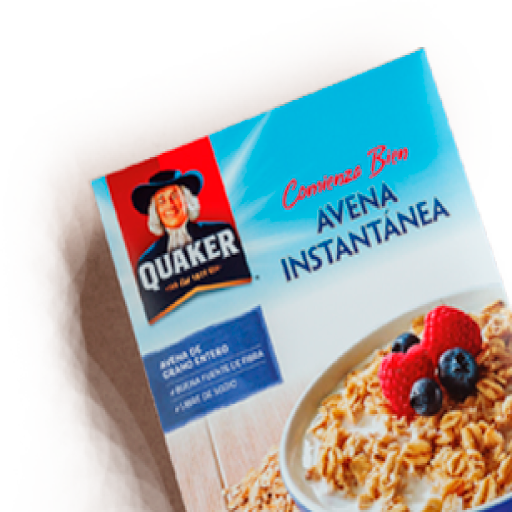 Comienza Bien
AVENA
INSTANTÁNEA
QUAKER
AVENA DE
GRANO ENTERO
✓ BUENA FUENTE DE FIBRA
✓ LIBRE DE SODIO